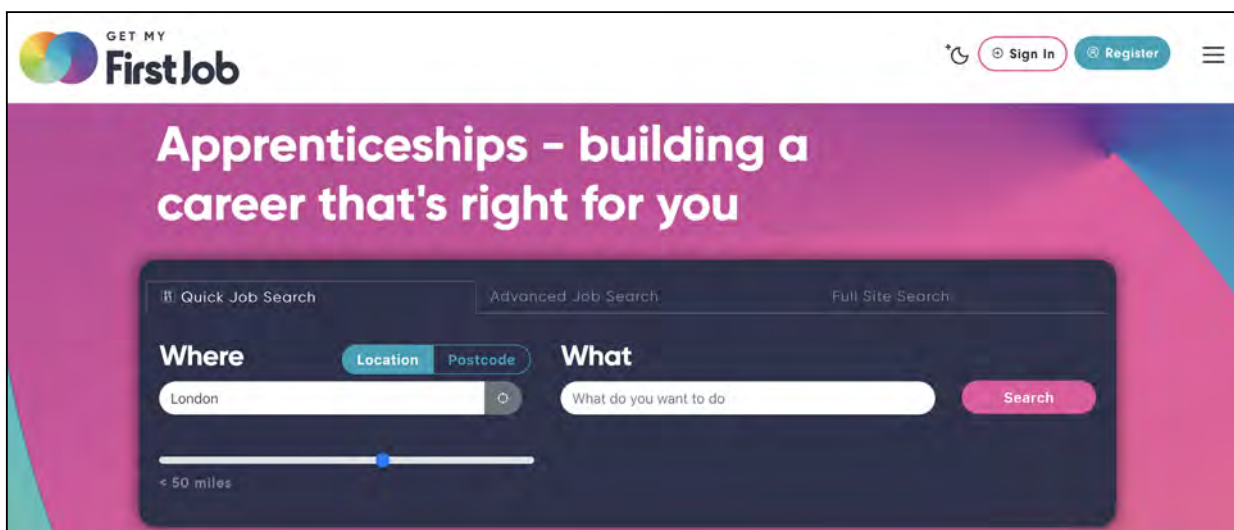 GET MY
FirstJob
Sign In
Register
Apprenticeships - building a
career that's right for you
Quick Job Search
Advanced Job Search
Full Site Search
Where
Location
Postcode
What
London
What do you want to do
Search
< 50 miles